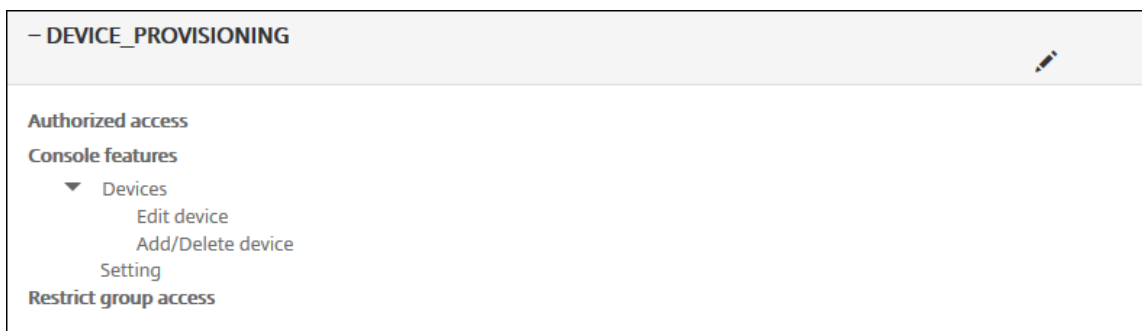 – DEVICE_PROVISIONING
Authorized access
Console features
Devices
Edit device
Add/Delete device
Setting
Restrict group access